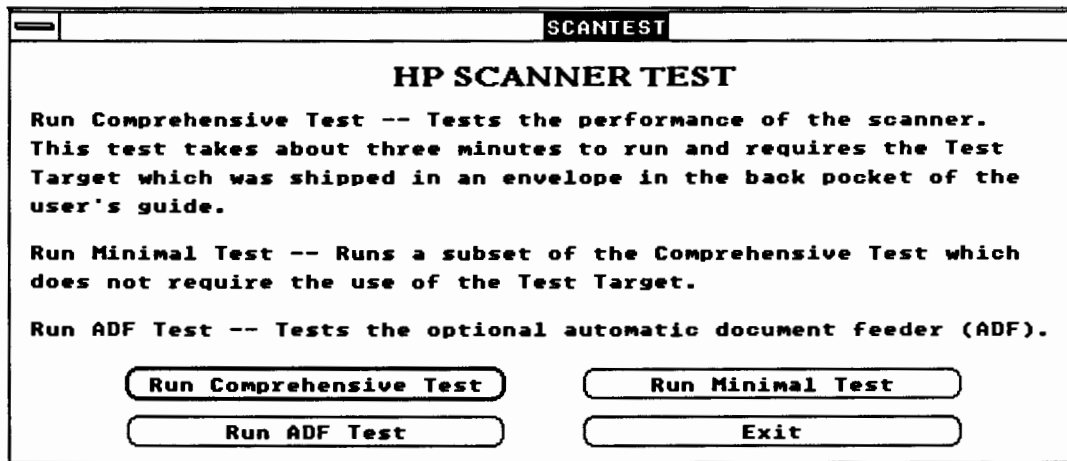 SCANTEST
HP SCANNER TEST
Run Comprehensive Test -- Tests the performance of the scanner.
This test takes about three minutes to run and requires the Test
Target which was shipped in an envelope in the back pocket of the
user's guide.
Run Minimal Test -- Runs a subset of the Comprehensive Test which
does not require the use of the Test Target.
Run ADF Test -- Tests the optional automatic document feeder (ADF).
Run Comprehensive Test
Run Minimal Test
Run ADF Test
Exit